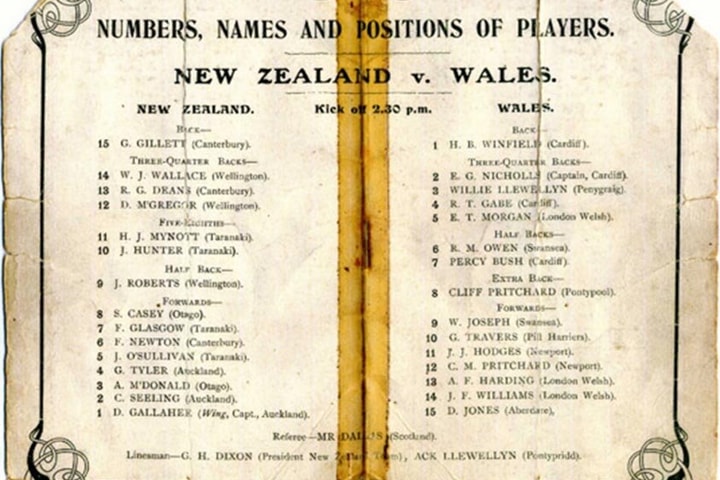 NUMBERS, NAMES AND POSITIONS OF PLAYERS.
NEW ZEALAND v. WALES.
NEW ZEALAND. Kick off 2.30 p.m. WALES.
BACK—
15 G. GILLETT (Canterbury).
THREE-QUARTER BACKS—
14 W. J. WALLACE (Wellington).
13 R. G. DEANS (Canterbury).
12 D. M'GREGOR (Wellington).
FIVE-EIGHTHS—
11 H. J. MYNOTT (Taranaki).
10 J. HUNTER (Taranaki).
HALF BACK—
9 J. ROBERTS (Wellington).
FORWARDS—
8 S. CASEY (Otago).
7 F. GLASGOW (Taranaki).
6 F. NEWTON (Canterbury).
5 J. O'SULLIVAN (Taranaki).
4 G. TYLER (Auckland).
3 A. M'DONALD (Otago).
2 C. SEELING (Auckland).
1 D. GALLAHER (Wing, Capt., Auckland).
BACK—
1 H. B. WINFIELD (Cardiff).
THREE-QUARTER BACKS—
2 E. G. NICHOLLS (Captain, Cardiff).
3 WILLIE LLEWELLYN (Penygraig).
4 R. T. GABE (Cardiff).
5 E. T. MORGAN (London Welsh).
HALF BACKS—
6 R. M. OWEN (Swansea).
7 PERCY BUSH (Cardiff).
EXTRA BACK—
8 CLIFF PRITCHARD (Pontypool).
FORWARDS—
9 W. JOSEPH (Swansea).
10 G. TRAVERS (Pill Harriers).
11 J. J. HODGES (Newport).
12 C. M. PRITCHARD (Newport).
13 A. F. HARDING (London Welsh).
14 J. F. WILLIAMS (London Welsh).
15 D. JONES (Aberdare),
Referee—MR DALLAS (Scotland).
Linesman—G. H. DIXON (President New Zealand Team), ACK LLEWELLYN (Pontypridd).